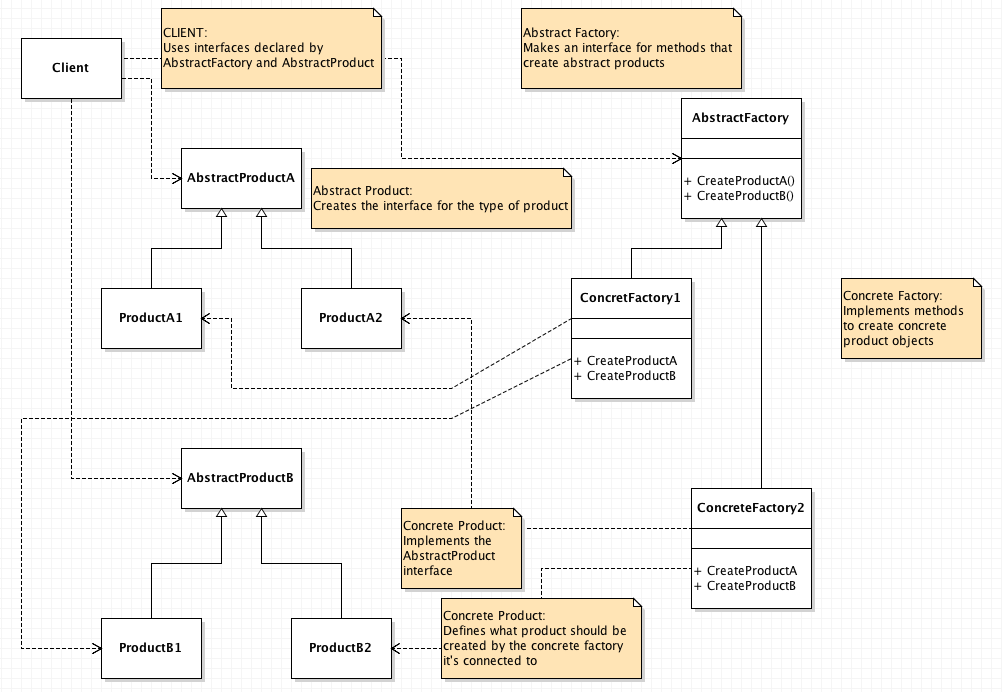 CLIENT:
Uses interfaces declared by
AbstractFactory and AbstractProduct
Abstract Factory:
Makes an interface for methods that
create abstract products
Client
AbstractFactory
+ CreateProductA()
+ CreateProductB()
AbstractProductA
Abstract Product:
Creates the interface for the type of product
ProductA1
ProductA2
ConcretFactory1
+ CreateProductA
+ CreateProductB
Concrete Factory:
Implements methods
to create concrete
product objects
AbstractProductB
Concrete Product:
Implements the
AbstractProduct
interface
ConcreteFactory2
+ CreateProductA
+ CreateProductB
ProductB1
ProductB2
Concrete Product:
Defines what product should be
created by the concrete factory
it's connected to